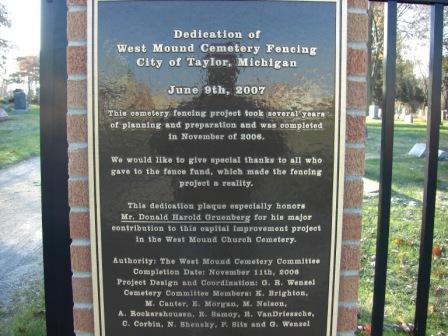 Dedication of
West Mound Cemetery Fencing
City of Taylor, Michigan
June 9th, 2007
This cemetery fencing project took several years
of planning and preparation and was completed
in November of 2006.
We would like to give special thanks to all who
gave to the fence fund, which made the fencing
project a reality.
This dedication plaque especially honors
Mr. Donald Harold Gruenberg for his major
contribution to this capital improvement project
in the West Mound Church Cemetery.
Authority: The West Mound Cemetery Committee
Completion Date: November 11th, 2006
Project Design and Coordination: G. R. Wenzel
Cemetery Committee Members: K. Brighton,
M. Canter, E. Morgan, M. Nelson,
A. Rockershousen, R. Samoy, R. VanDriessche,
C. Corbin, N. Shensky, F. Sits and G. Wenzel